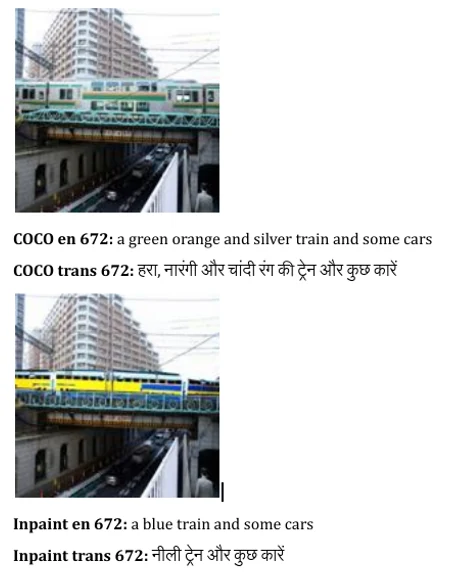 COCO en 672: a green orange and silver train and some cars
COCO trans 672: हरा, नारंगी और चांदी रंग की ट्रेन और कुछ कारें
Inpaint en 672: a blue train and some cars
Inpaint trans 672: नीली ट्रेन और कुछ कारें